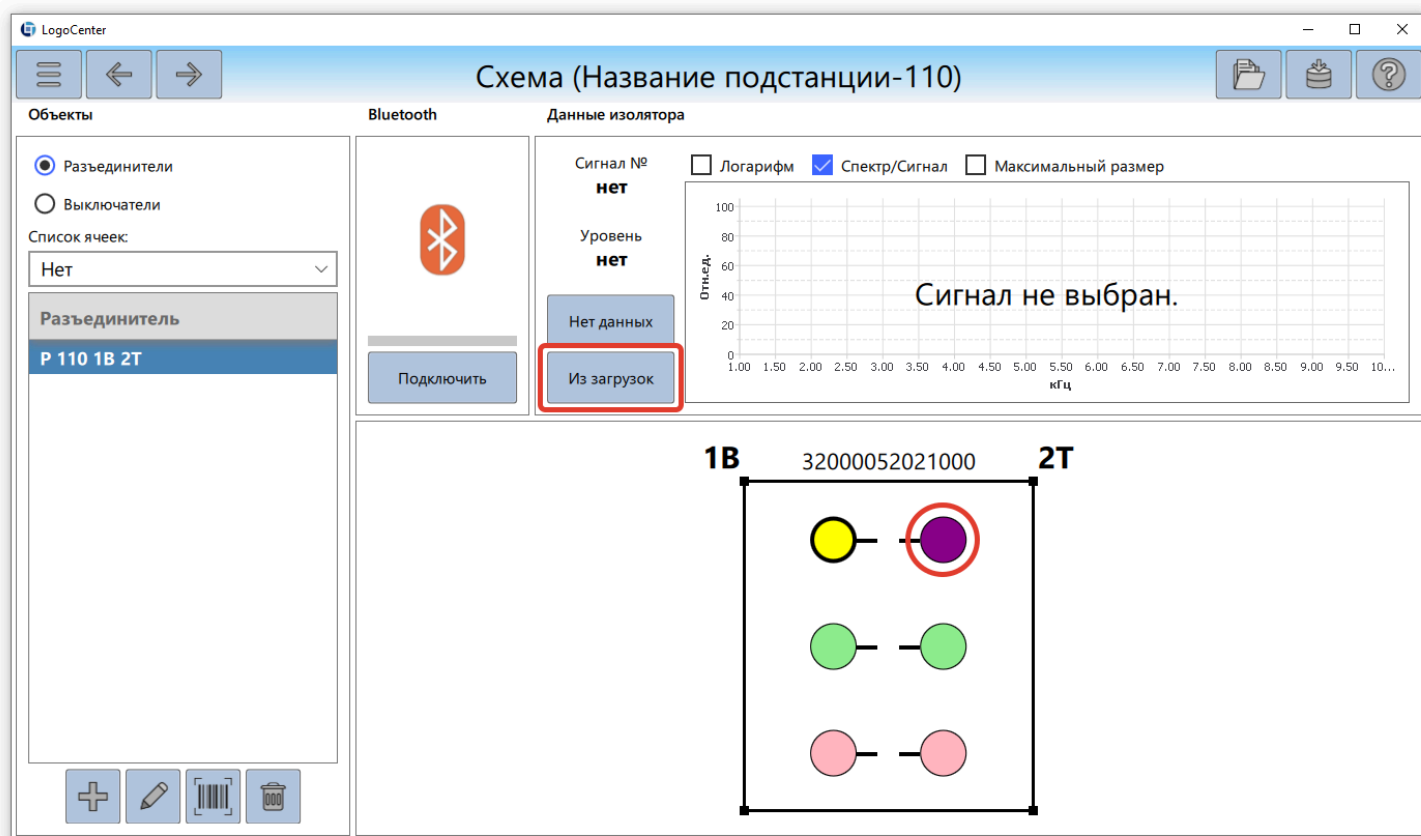 LogoCenter
Схема (Название подстанции-110)
Объекты
Bluetooth
Данные изолятора
Разъединители
Выключатели
Список ячеек:
Нет
Разъединитель
Р 110 1В 2Т
Подключить
Сигнал №
нет
Уровень
нет
Нет данных
Из загрузок
Логарифм
Спектр/Сигнал
Максимальный размер
Отн.ед.
100
80
60
40
20
0
Сигнал не выбран.
1.00 1.50 2.00 2.50 3.00 3.50 4.00 4.50 5.00 5.50 6.00 6.50 7.00 7.50 8.00 8.50 9.00 9.50 10...
кГц
1В 32000052021000 2Т